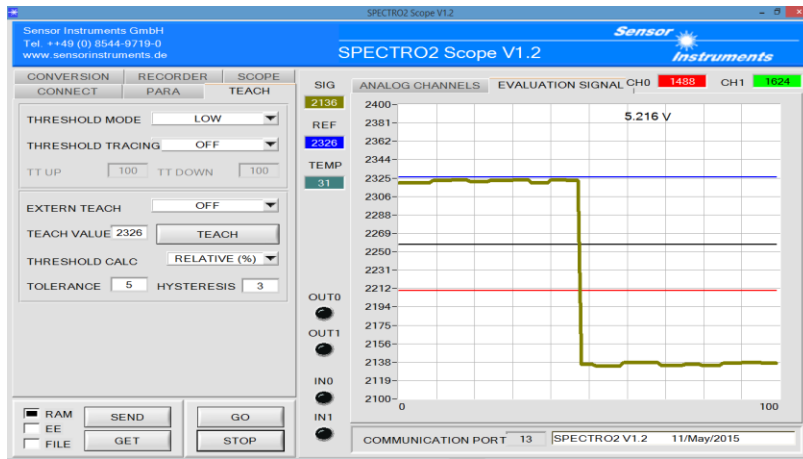 SPECTRO2 Scope V1.2
Sensor Instruments GmbH
Tel. ++49 (0) 8544-9719-0
www.sensorinstruments.de
SPECTRO2 Scope V1.2
Sensor
Instruments
CONVERSION RECORDER SCOPE
CONNECT PARA TEACH
THRESHOLD MODE LOW
THRESHOLD TRACING OFF
TT UP 100 TT DOWN 100
EXTERN TEACH OFF
TEACH VALUE 2326 TEACH
THRESHOLD CALC RELATIVE (%)
TOLERANCE 5 HYSTERESIS 3
RAM SEND GO
EE
FILE GET STOP
SIG
2136
REF
2326
TEMP
31
OUT0
OUT1
IN0
IN1
ANALOG CHANNELS EVALUATION SIGNAL CH0 1488 CH1 1624
5.216 V
2400
2381
2362
2344
2325
2306
2288
2269
2250
2231
2212
2194
2175
2156
2138
2119
2100
0 100
COMMUNICATION PORT 13 SPECTRO2 V1.2 11/May/2015